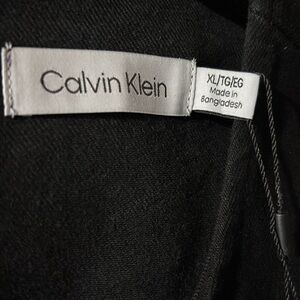 Calvin Klein
XL/TG/EG
Made in
Bangladesh